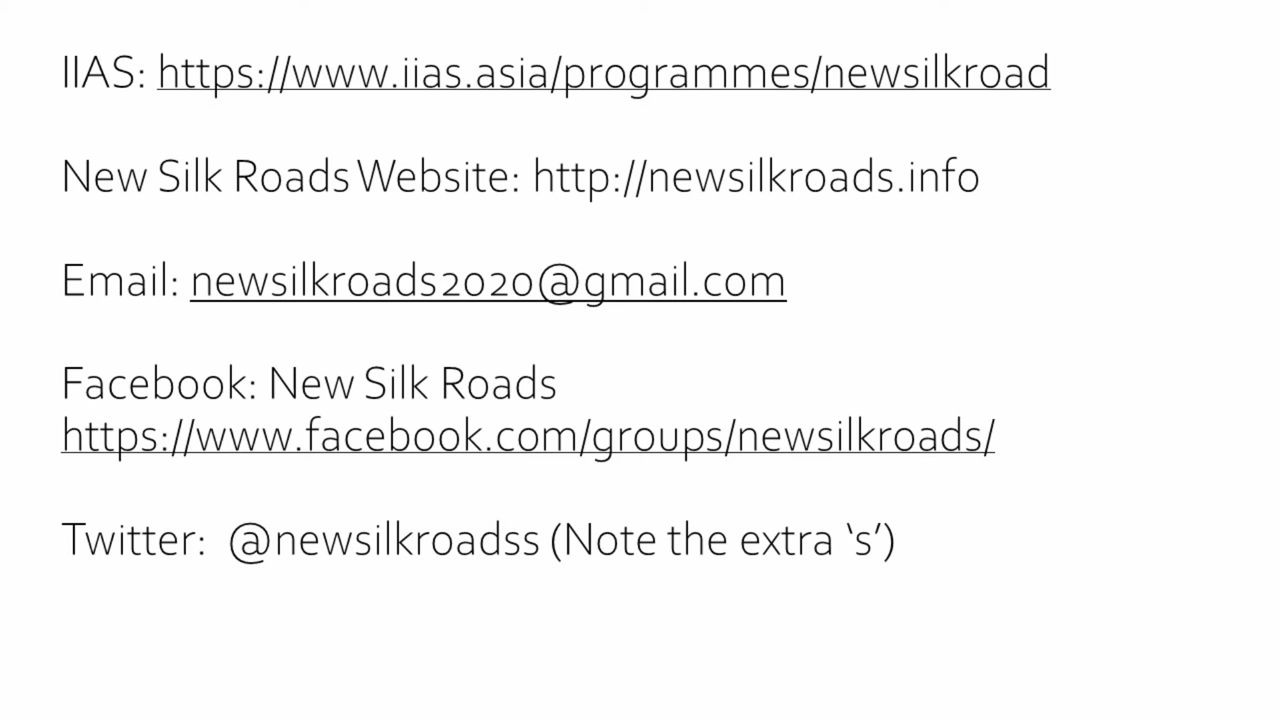 IIAS: https://www.iias.asia/programmes/newsilkroad
New Silk Roads Website: http://newsilkroads.info
Email: newsilkroads2020@gmail.com
Facebook: New Silk Roads
https://www.facebook.com/groups/newsilkroads/
Twitter:  @newsilkroadss (Note the extra ‘s’)